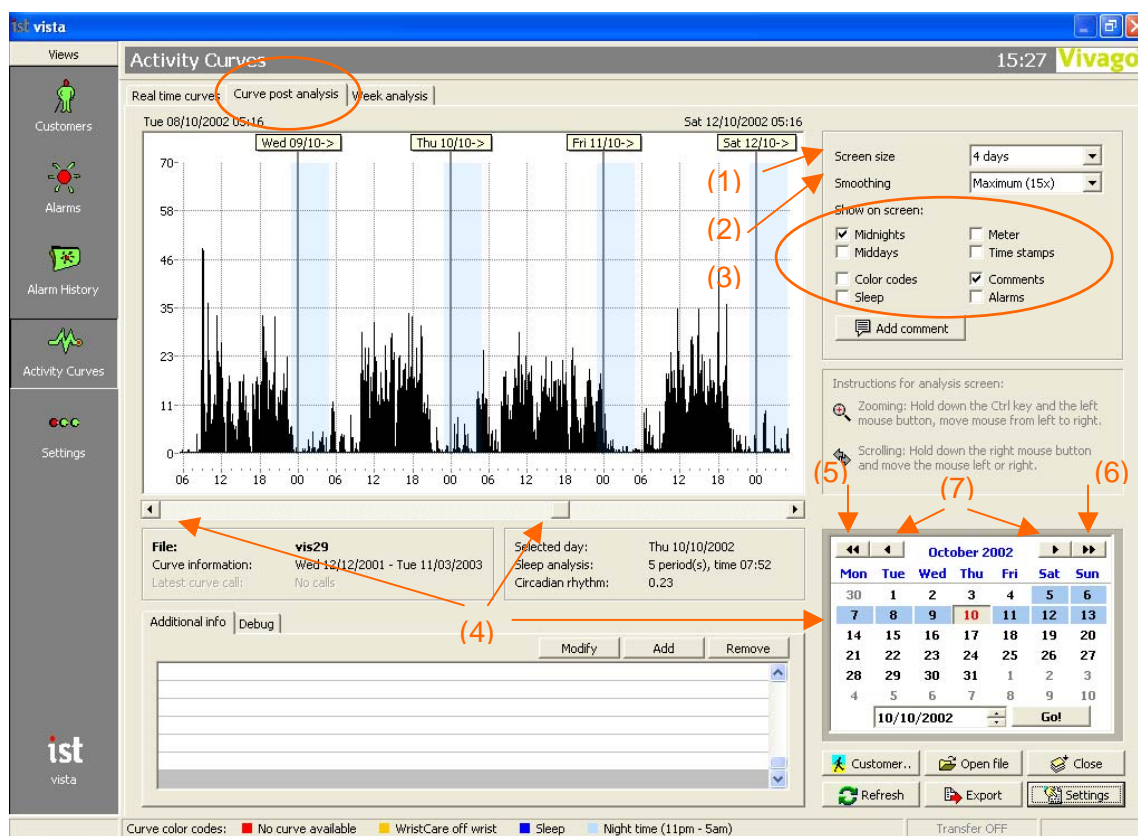 ist vista
Views
Activity Curves
15:27 Vivago
Customers
Alarms
Alarm History
Activity Curves
Settings
ist
vista
Real time curves
Curve post analysis
Week analysis
Tue 08/10/2002 05:16
Sat 12/10/2002 05:16
Wed 09/10->
Thu 10/10->
Fri 11/10->
Sat 12/10->
70
58
46
35
23
11
0
06 12 18 00 06 12 18 00 06 12 18 00 06 12 18 00
(1)
(2)
(3)
Screen size 4 days
Smoothing Maximum (15x)
Show on screen:
Midnights Meter
Middays Time stamps
Color codes Comments
Sleep Alarms
Add comment
Instructions for analysis screen:
Zooming: Hold down the Ctrl key and the left
mouse button, move mouse from left to right.
Scrolling: Hold down the right mouse button
and move the mouse left or right.
(5) (7) (6)
File: vis29
Curve information: Wed 12/12/2001 - Tue 11/03/2003
Latest curve call: No calls
Selected day: Thu 10/10/2002
Sleep analysis: 5 period(s), time 07:52
Circadian rhythm: 0.23
(4)
October 2002
Mon Tue Wed Thu Fri Sat Sun
30 1 2 3 4 5 6
7 8 9 10 11 12 13
14 15 16 17 18 19 20
21 22 23 24 25 26 27
28 29 30 31 1 2 3
4 5 6 7 8 9 10
10/10/2002 Go!
Additional info
Debug
Modify Add Remove
Customer.. Open file Close
Refresh Export Settings
Curve color codes: No curve available WristCare off wrist Sleep Night time (11pm - 5am)
Transfer OFF